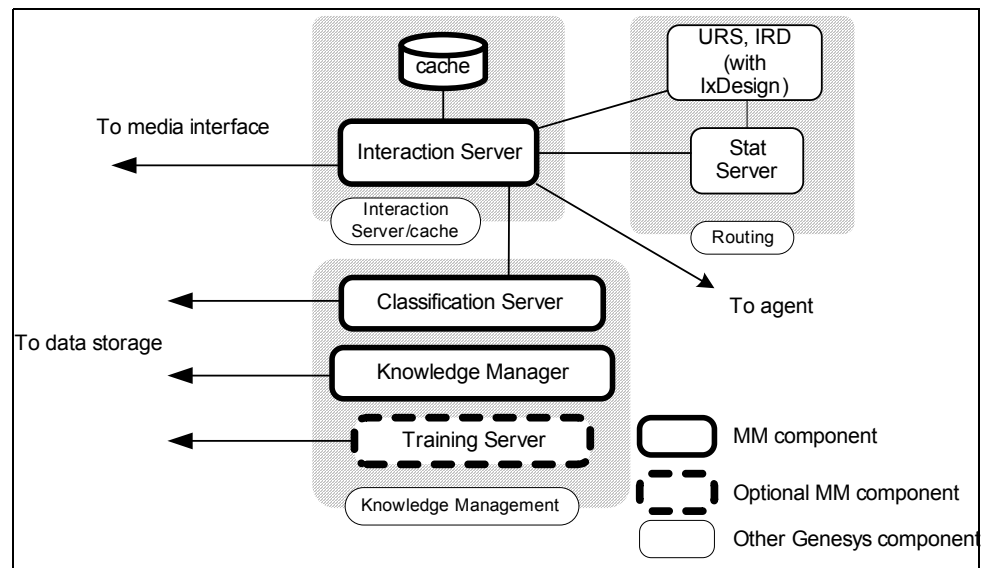 cache
URS, IRD
(with
IxDesign)
To media interface
Interaction Server
Stat
Server
Interaction
Server/cache
Routing
Classification Server
To agent
To data storage
Knowledge Manager
Training Server
MM component
Optional MM component
Knowledge Management
Other Genesys component